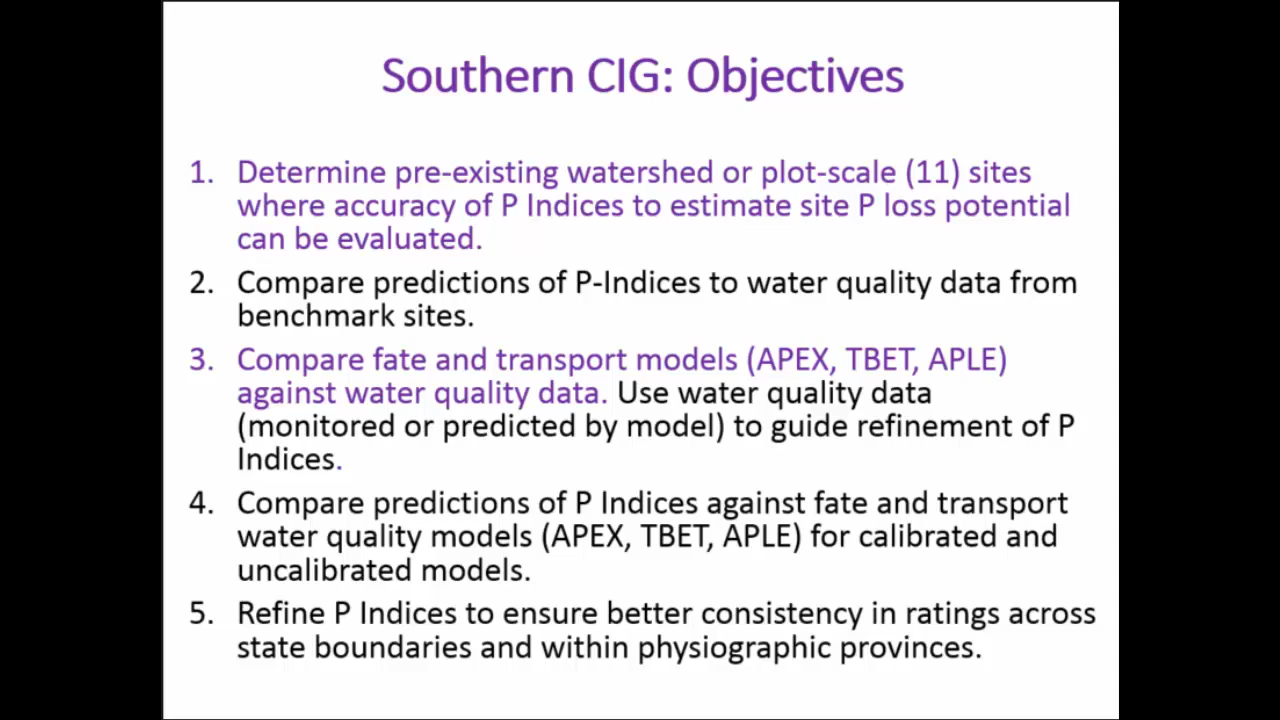 Southern CIG: Objectives
1. Determine pre-existing watershed or plot-scale (11) sites
where accuracy of P Indices to estimate site P loss potential
can be evaluated.
2. Compare predictions of P-Indices to water quality data from
benchmark sites.
3. Compare fate and transport models (APEX, TBET, APLE)
against water quality data. Use water quality data
(monitored or predicted by model) to guide refinement of P
Indices.
4. Compare predictions of P Indices against fate and transport
water quality models (APEX, TBET, APLE) for calibrated and
uncalibrated models.
5. Refine P Indices to ensure better consistency in ratings across
state boundaries and within physiographic provinces.